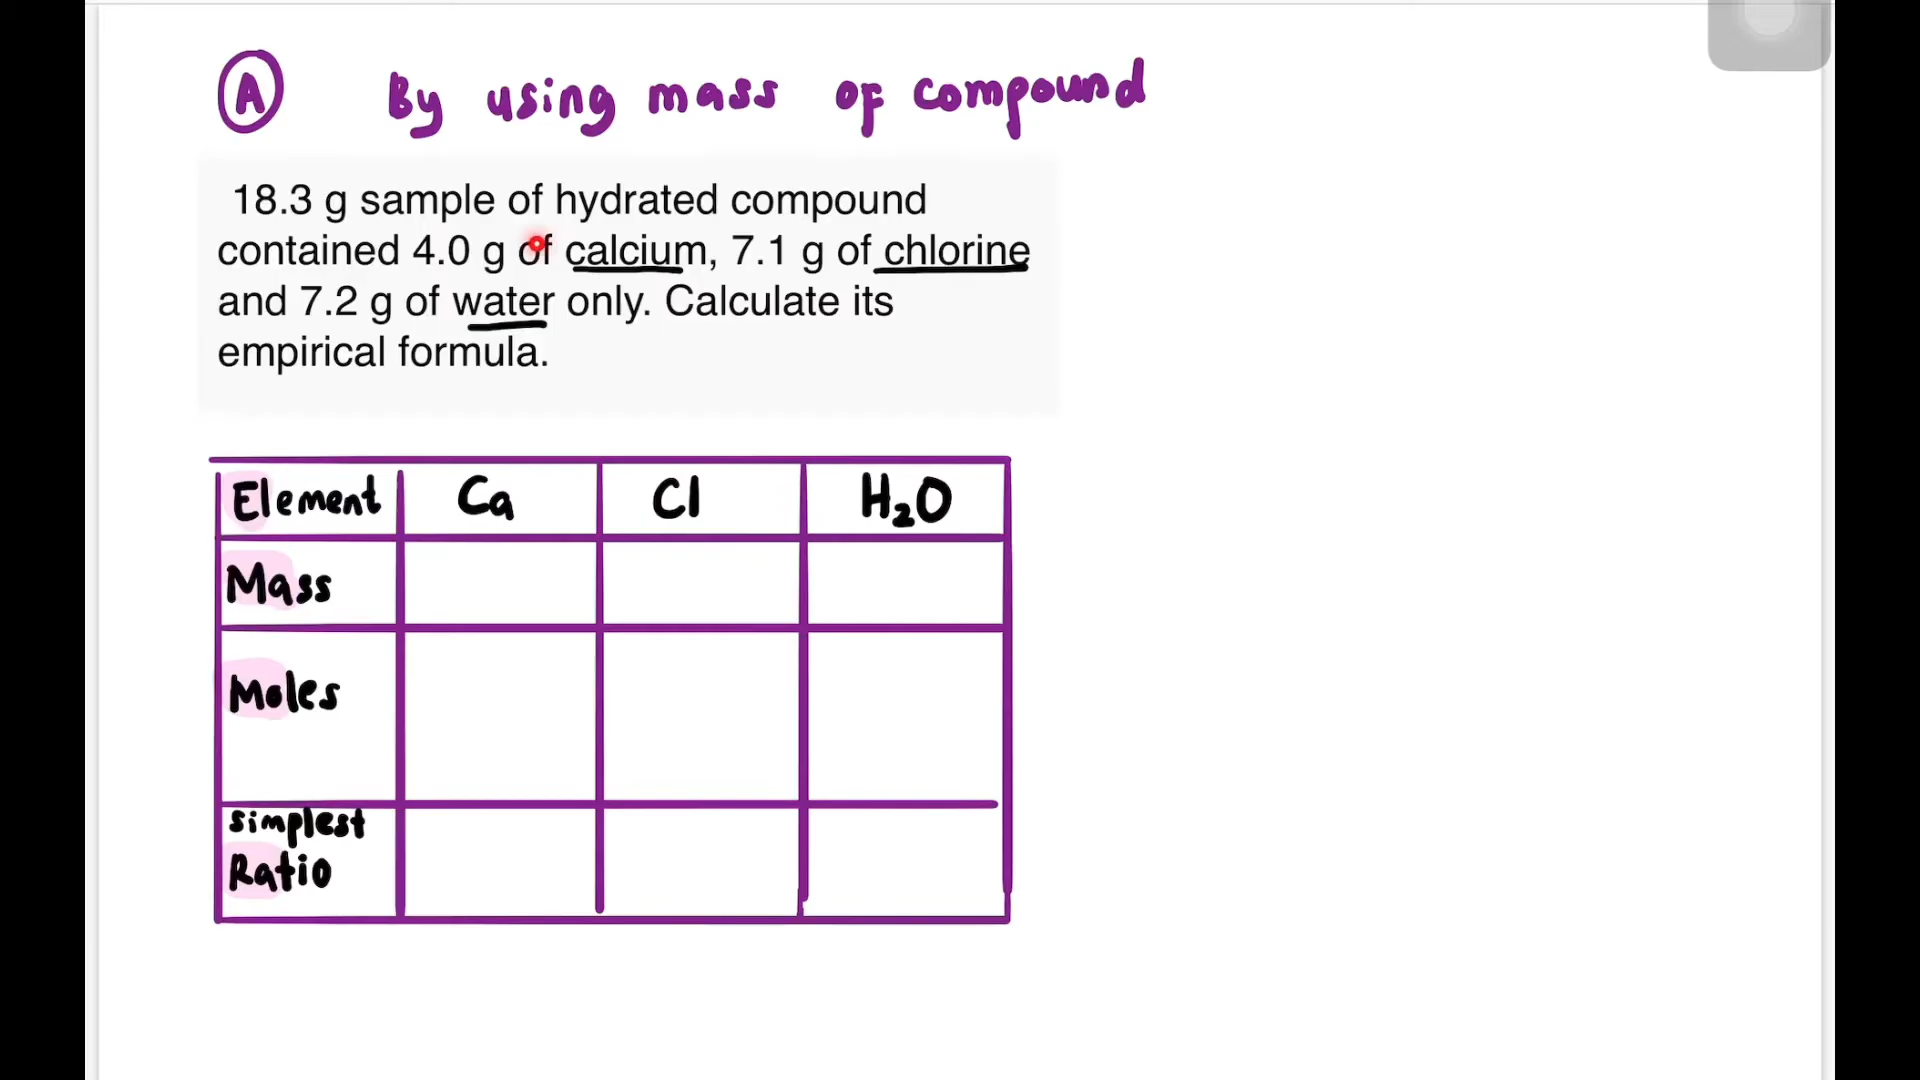 A By using mass of compound
18.3 g sample of hydrated compound
contained 4.0 g of calcium, 7.1 g of chlorine
and 7.2 g of water only. Calculate its
empirical formula.
Element Ca Cl H₂O
Mass
Moles
Simplest
Ratio